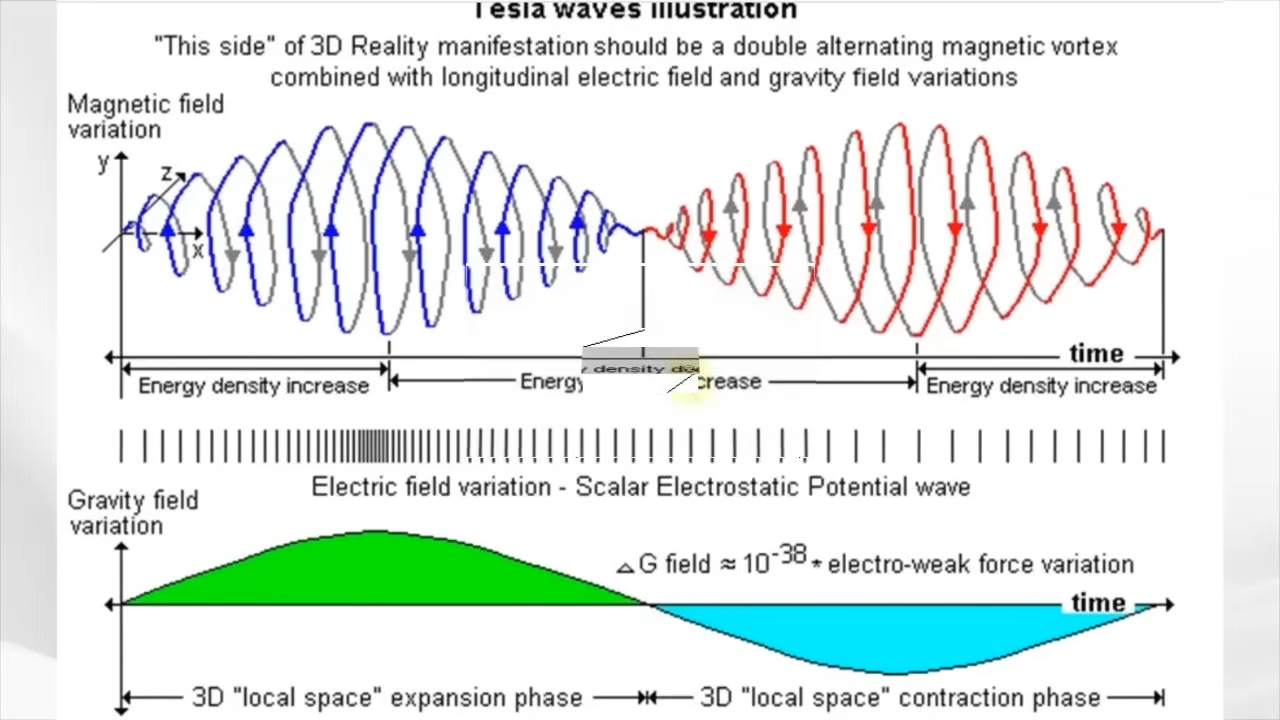 Tesla waves illustration
"This side" of 3D Reality manifestation should be a double alternating magnetic vortex
combined with longitudinal electric field and gravity field variations
Magnetic field
variation
y
z
x
time
Energy density increase
Energy
density
crease
Energy density increase
Electric field variation - Scalar Electrostatic Potential wave
Gravity field
variation
△G field ≈ 10⁻³⁸ * electro-weak force variation
time
3D "local space" expansion phase
3D "local space" contraction phase